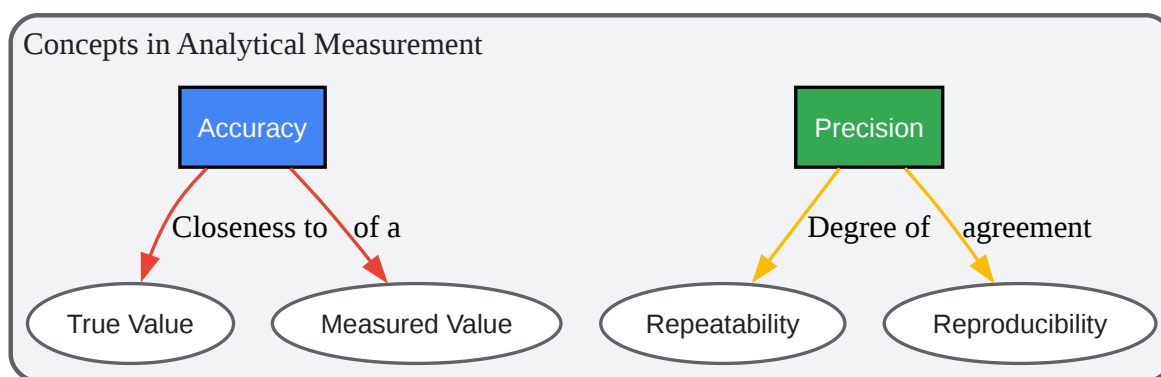 Concepts in Analytical Measurement
Accuracy
Precision
Closeness to
of a
Degree of
agreement
True Value
Measured Value
Repeatability
Reproducibility